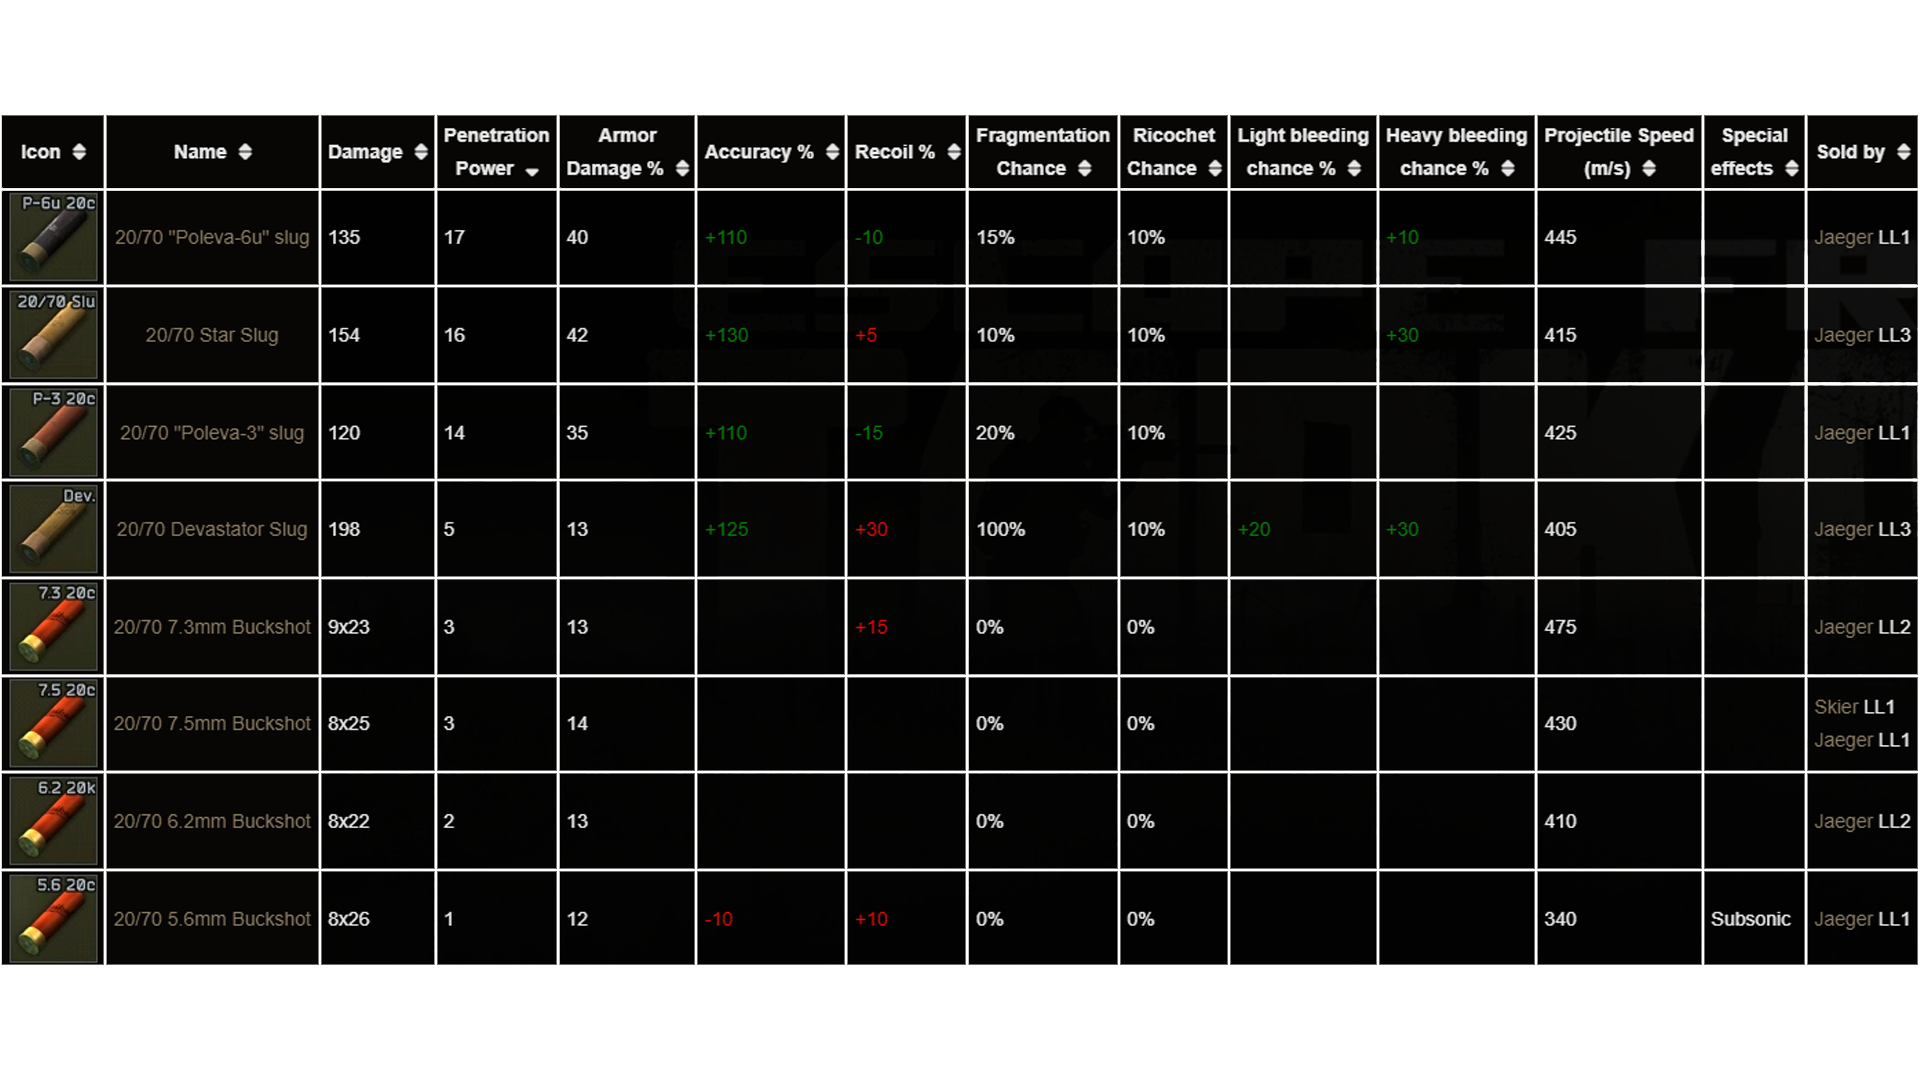 Icon Name Damage Penetration Power Armor Damage % Accuracy % Recoil % Fragmentation Chance Ricochet Chance Light bleeding chance % Heavy bleeding chance % Projectile Speed (m/s) Special effects Sold by
P-6u 20c
20/70 "Poleva-6u" slug 135 17 40 +110 -10 15% 10% +10 445 Jaeger LL1
20/70 Slu
20/70 Star Slug 154 16 42 +130 +5 10% 10% +30 415 Jaeger LL3
P-3 20c
20/70 "Poleva-3" slug 120 14 35 +110 -15 20% 10% 425 Jaeger LL1
Dev.
20/70 Devastator Slug 198 5 13 +125 +30 100% 10% +20 +30 405 Jaeger LL3
7.3 20c
20/70 7.3mm Buckshot 9x23 3 13 +15 0% 0% 475 Jaeger LL2
7.5 20c
20/70 7.5mm Buckshot 8x25 3 14 0% 0% 430 Skier LL1
Jaeger LL1
6.2 20k
20/70 6.2mm Buckshot 8x22 2 13 0% 0% 410 Jaeger LL2
5.6 20c
20/70 5.6mm Buckshot 8x26 1 12 -10 +10 0% 0% 340 Subsonic Jaeger LL1